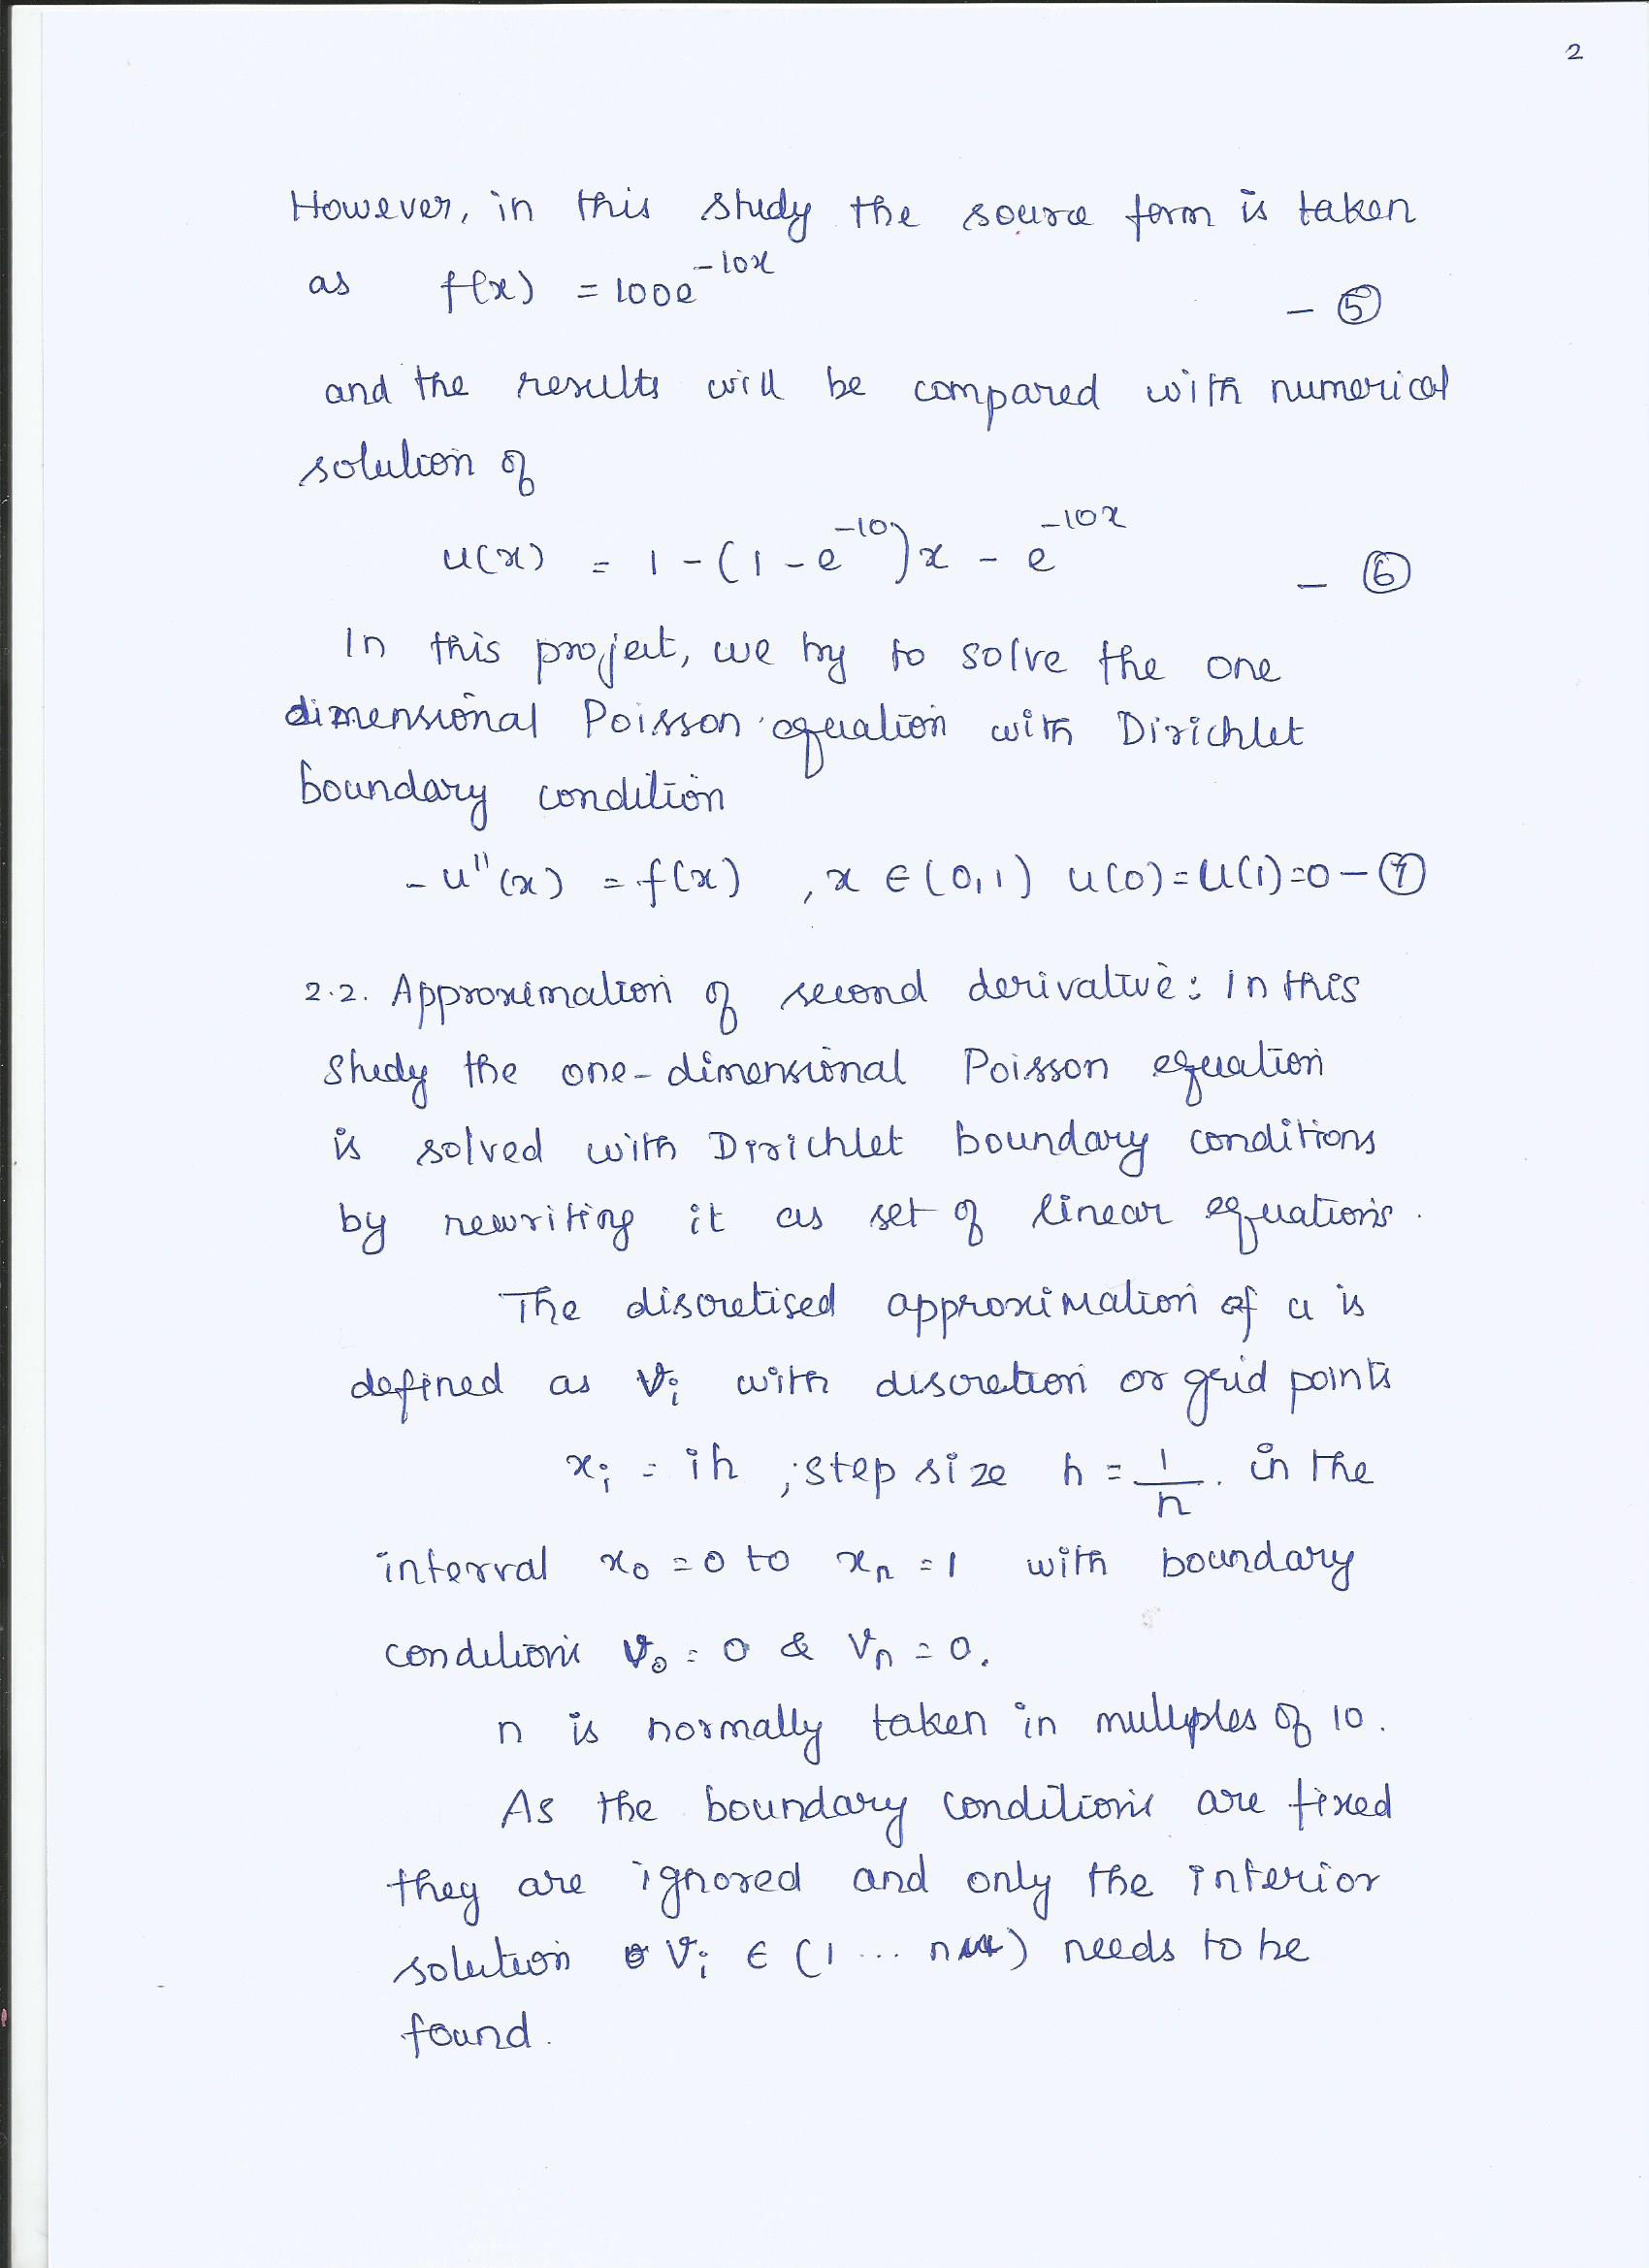 2
However, in this study the source form is taken
as f(x) = 100e^{-10x} - ⑤
and the results will be compared with numerical
solution of
u(x) = 1 - (1 - e^{-10})x - e^{-10x} - ⑥
In this project, we try to solve the one
dimensional Poisson equation with Dirichlet
boundary condition
- u''(x) = f(x) , x ∈ (0,1) u(0) = u(1) = 0 - ⑦
2.2. Approximation of second derivative: In this
study the one-dimensional Poisson equation
is solved with Dirichlet boundary conditions
by rewriting it as set of linear equations.
The discretised approximation of u is
defined as v_i with discretion or grid points
x_i = ih ; step size h = 1/n. in the
interval x_0 = 0 to x_n = 1 with boundary
conditions v_0 = 0 & v_n = 0.
n is normally taken in multiples of 10.
As the boundary conditions are fixed
they are ignored and only the interior
solution v_i ∈ (1 ... n) needs to be
found.